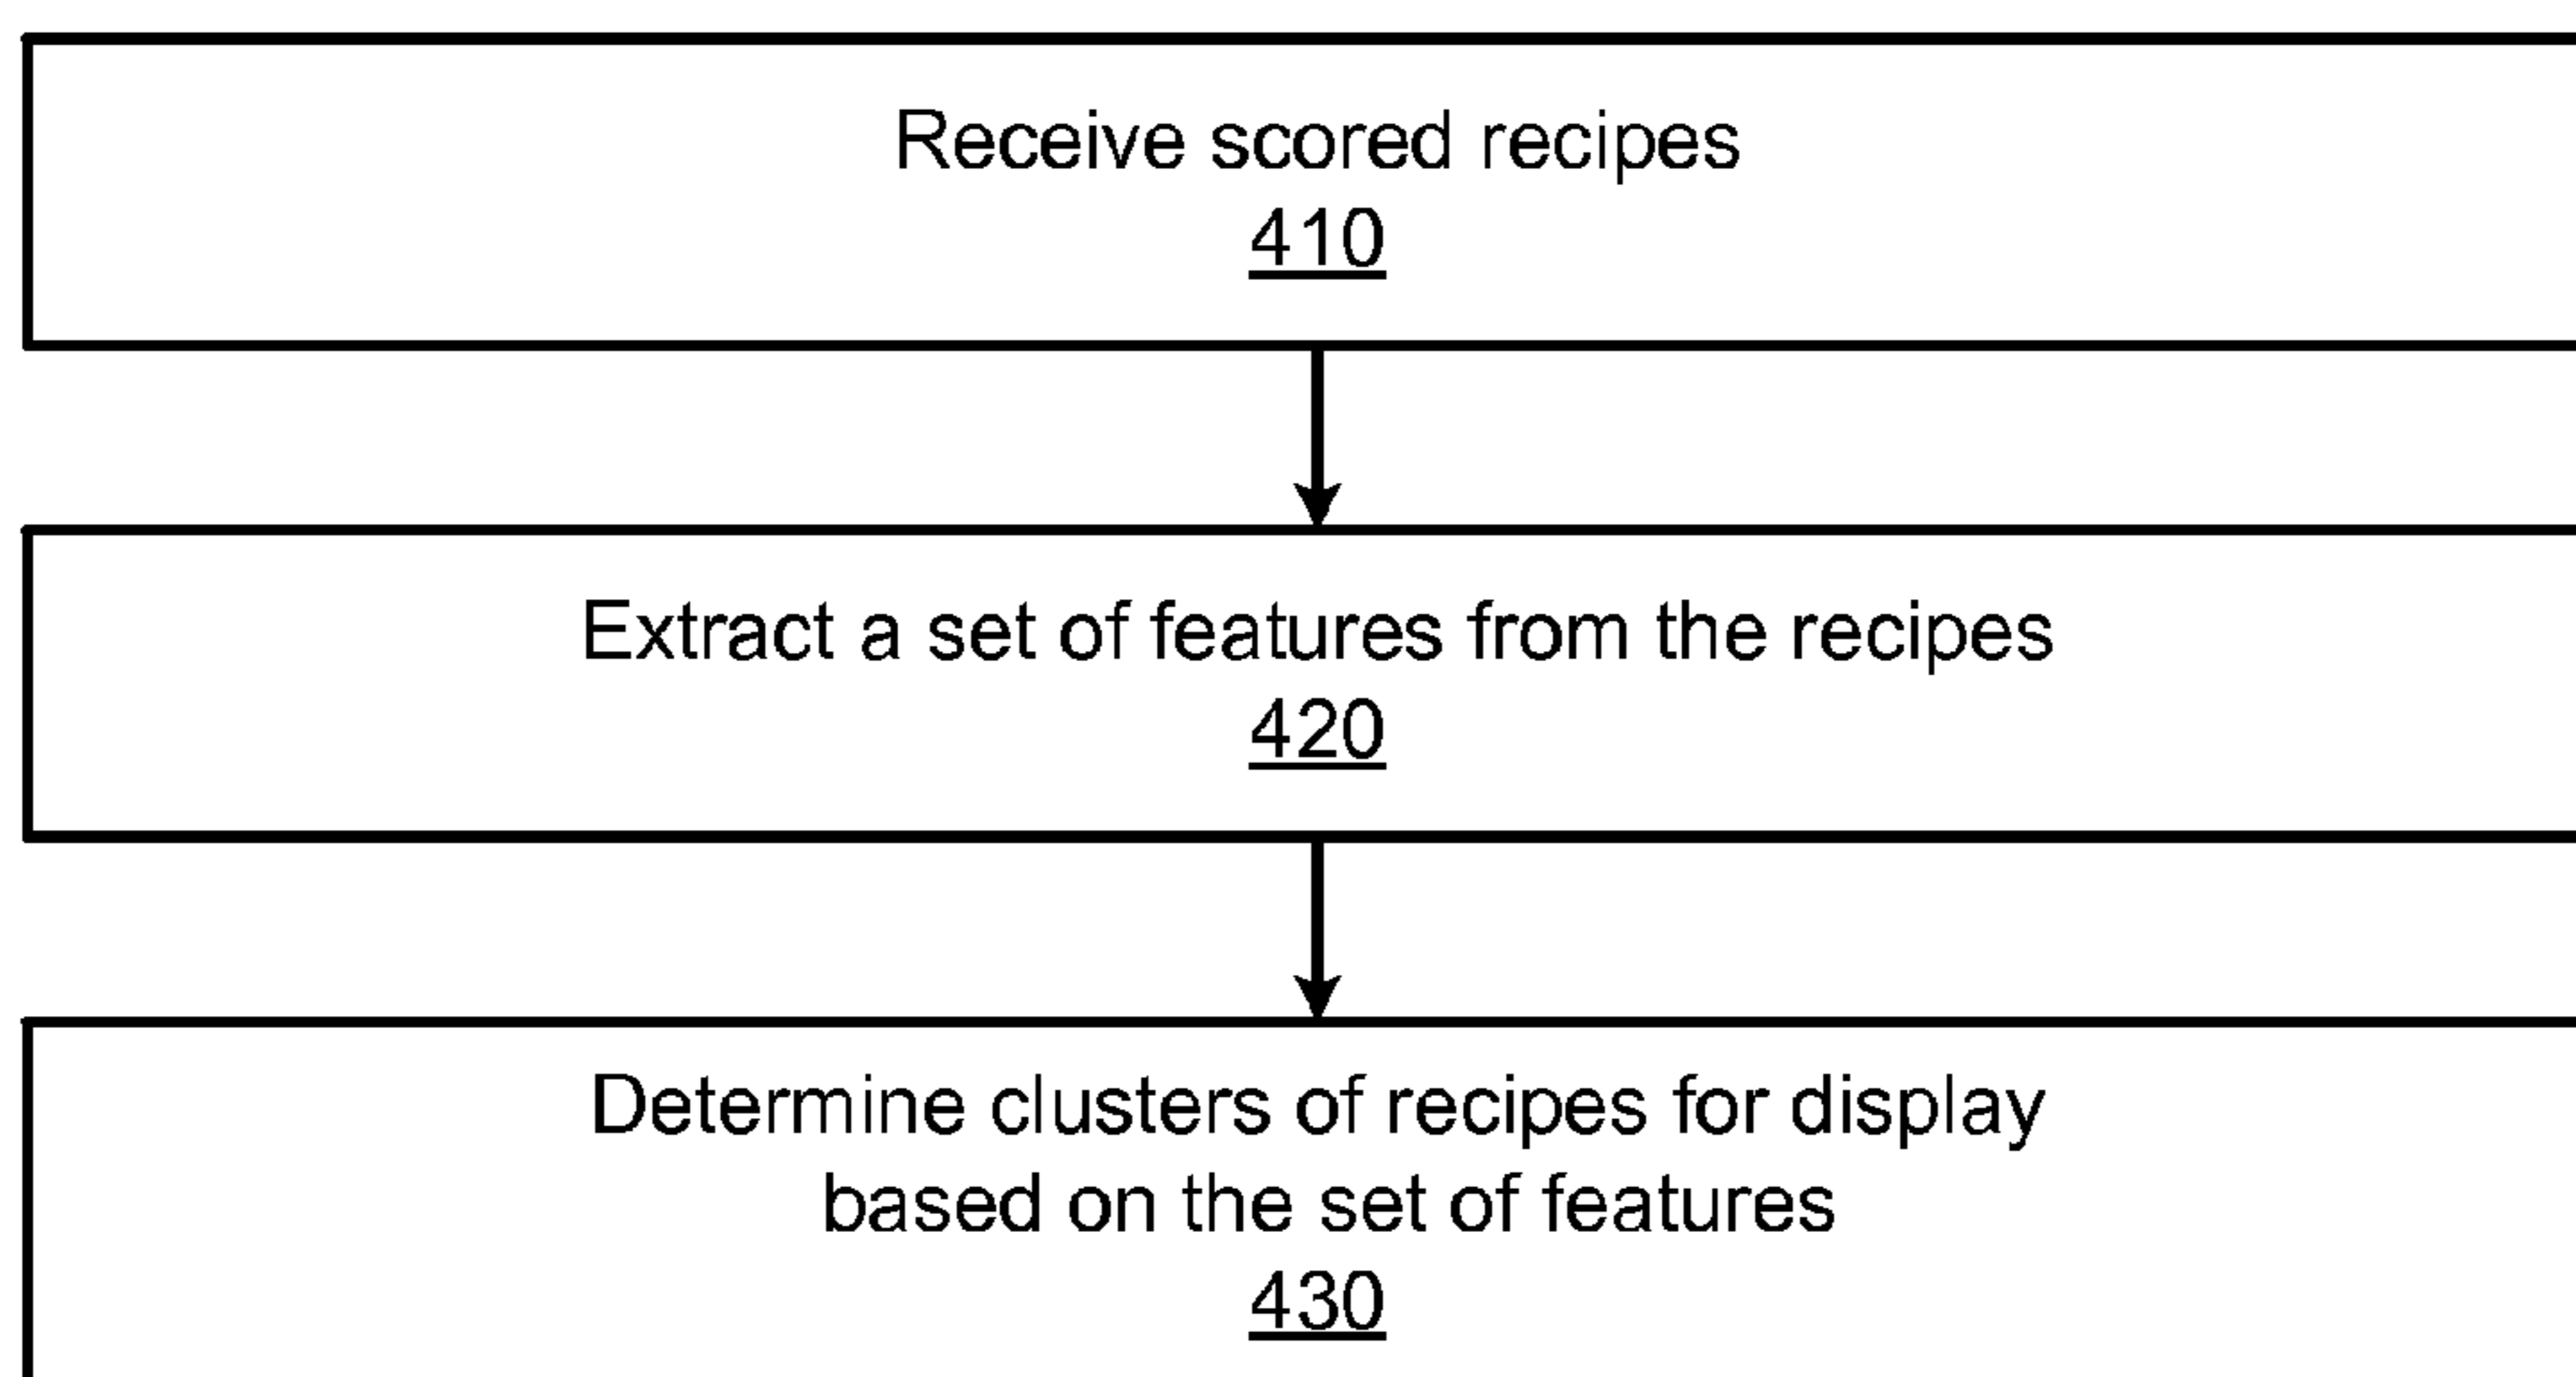 Receive scored recipes
410
Extract a set of features from the recipes
420
Determine clusters of recipes for display
based on the set of features
430